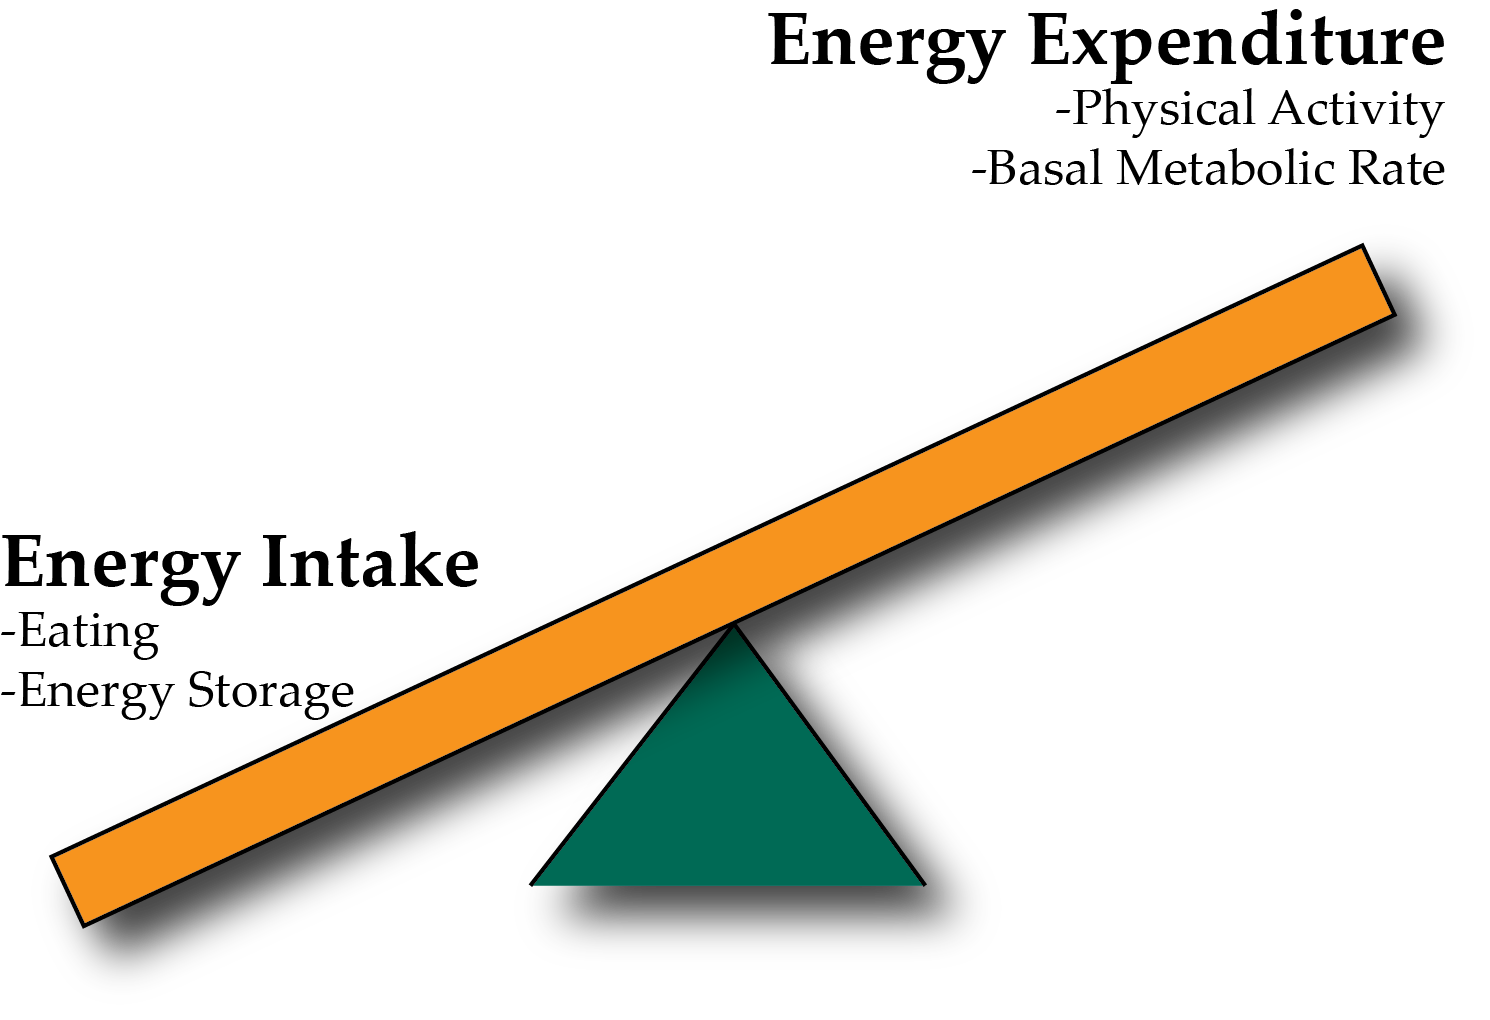 Energy Expenditure
-Physical Activity
-Basal Metabolic Rate
Energy Intake
-Eating
-Energy Storage